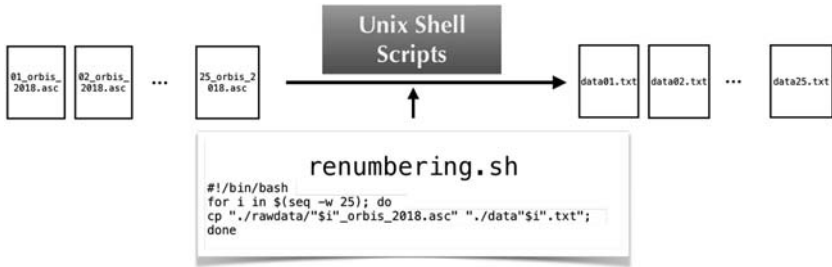 Unix Shell
Scripts
01_orbis_
2018.asc
02_orbis_
2018.asc
...
25_orbis_2
018.asc
data01.txt
data02.txt
...
data25.txt
renumbering.sh
#!/bin/bash
for i in $(seq -w 25); do
cp "./rawdata/"$i"_orbis_2018.asc" "./data"$i".txt";
done